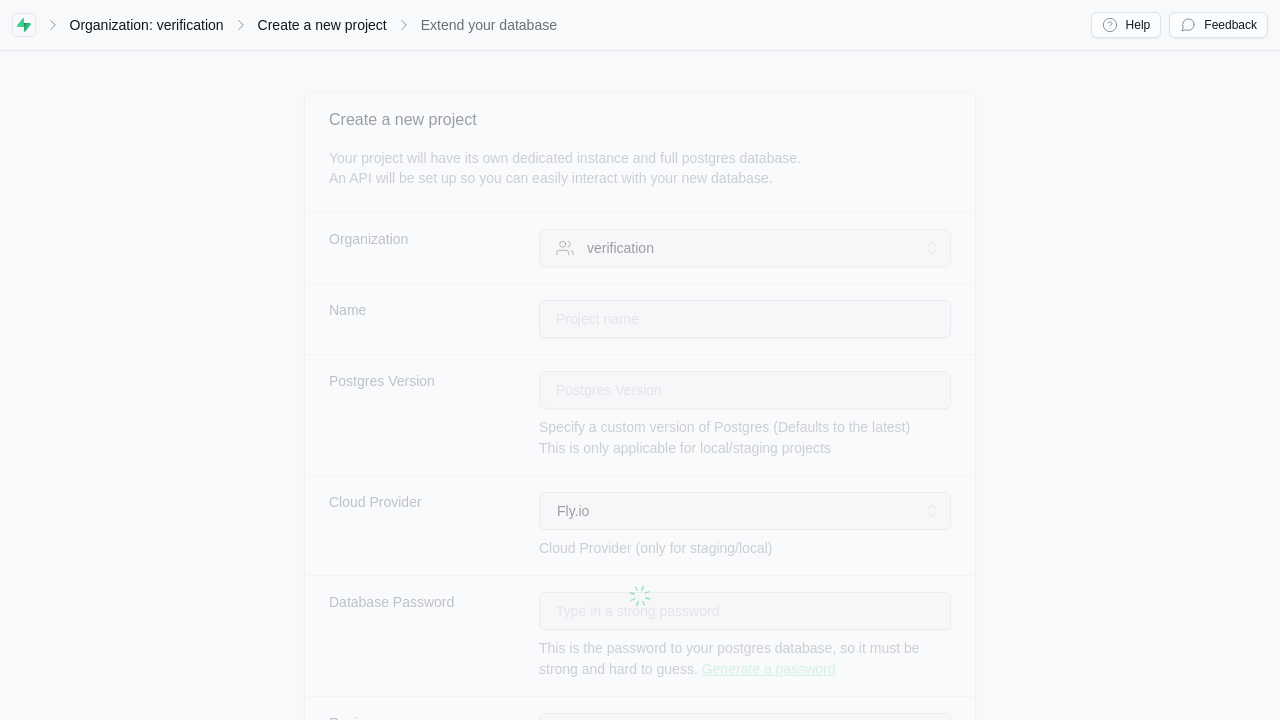 Organization: verification
Create a new project
Extend your database
Help
Feedback
Create a new project
Your project will have its own dedicated instance and full postgres database.
An API will be set up so you can easily interact with your new database.
Organization
verification
Name
Project name
Postgres Version
Postgres Version
Specify a custom version of Postgres (Defaults to the latest)
This is only applicable for local/staging projects
Cloud Provider
Fly.io
Cloud Provider (only for staging/local)
Database Password
Type in a strong password
This is the password to your postgres database, so it must be
strong and hard to guess. Generate a password